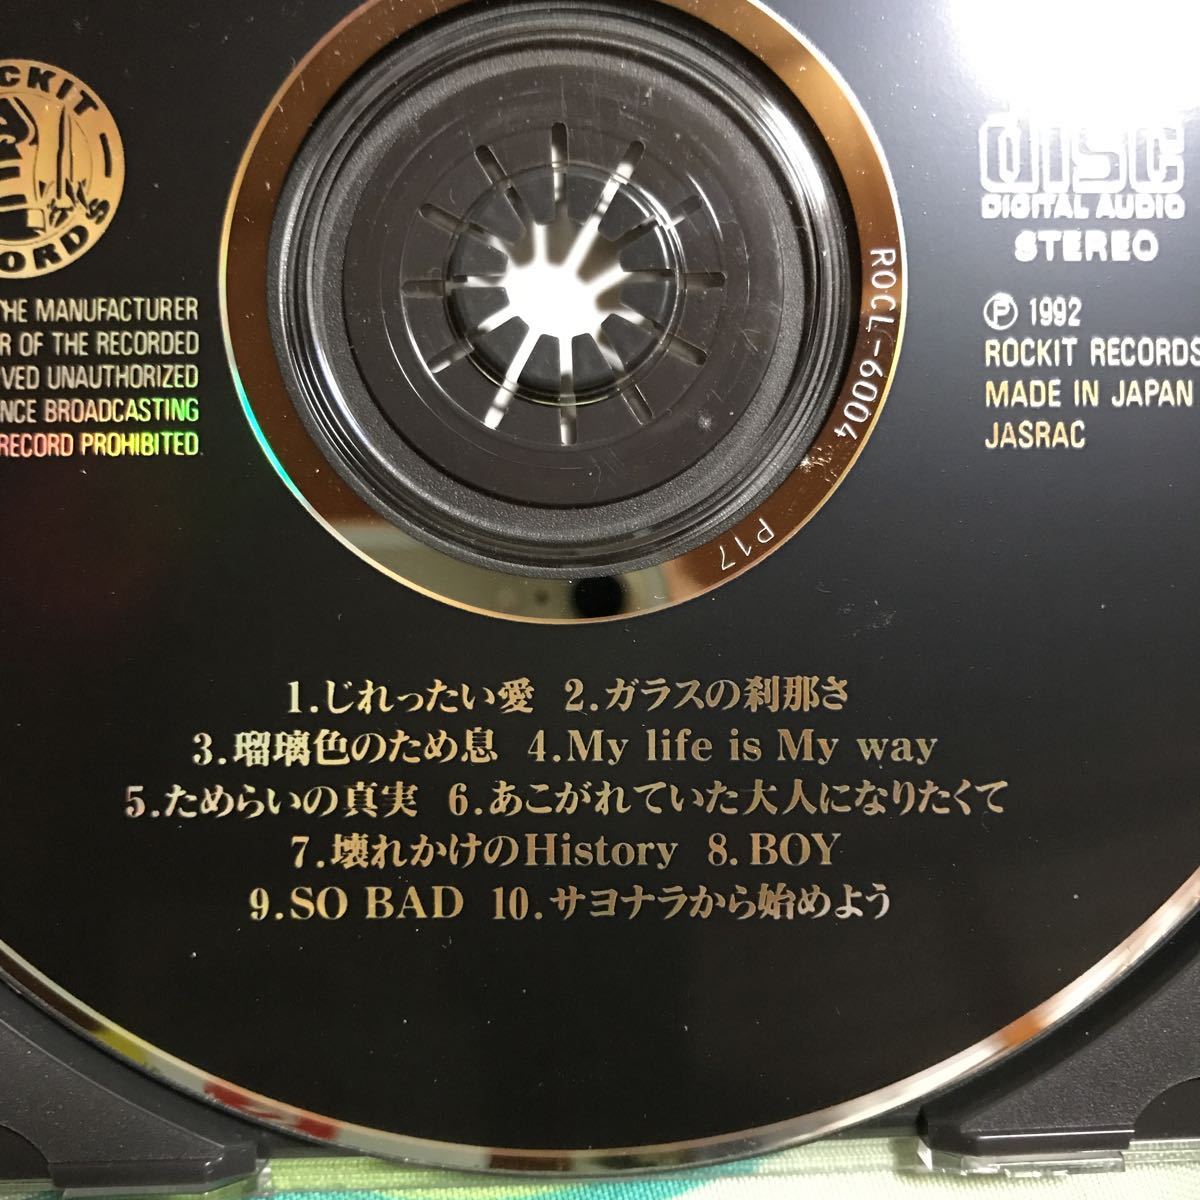 ROCKIT
RECORDS
THE MANUFACTURER
R OF THE RECORDED
VED UNAUTHORIZED
NCE BROADCASTING
RECORD PROHIBITED.
ROCL-6004
P17
DISC
DIGITAL AUDIO
STEREO
Ⓟ 1992
ROCKIT RECORDS
MADE IN JAPAN
JASRAC
1.じれったい愛 2.ガラスの刹那さ
3.瑠璃色のため息 4.My life is My way
5.ためらいの真実 6.あこがれていた大人になりたくて
7.壊れかけのHistory 8.BOY
9.SO BAD 10.サヨナラから始めよう